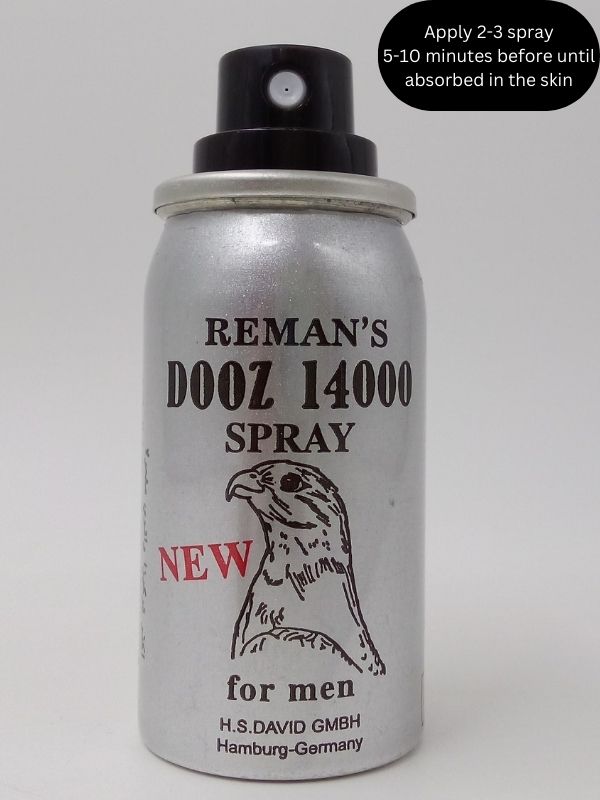 Apply 2-3 spray
5-10 minutes before until
absorbed in the skin
REMAN'S
DOOZ 14000
SPRAY
NEW
for men
H.S.DAVID GMBH
Hamburg-Germany